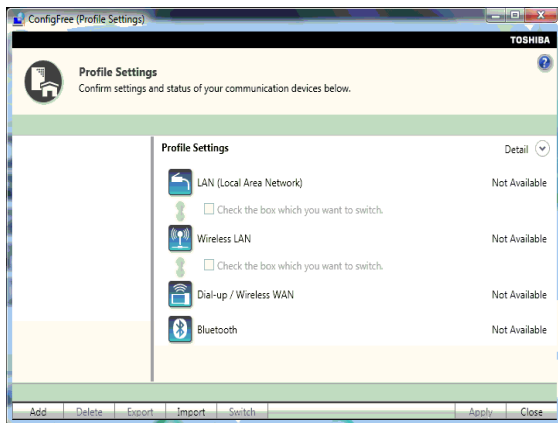 ConfigFree (Profile Settings)
TOSHIBA
Profile Settings
Confirm settings and status of your communication devices below.
Profile Settings
Detail
LAN (Local Area Network)
Not Available
Check the box which you want to switch.
Wireless LAN
Not Available
Check the box which you want to switch.
Dial-up / Wireless WAN
Not Available
Bluetooth
Not Available
Add Delete Export Import Switch Apply Close